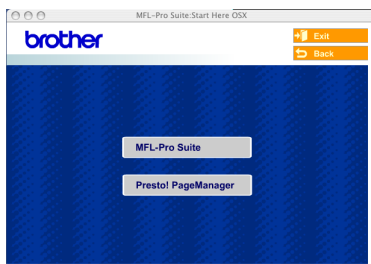 MFL-Pro Suite:Start Here OSX
brother
Exit
Back
MFL-Pro Suite
Presto! PageManager